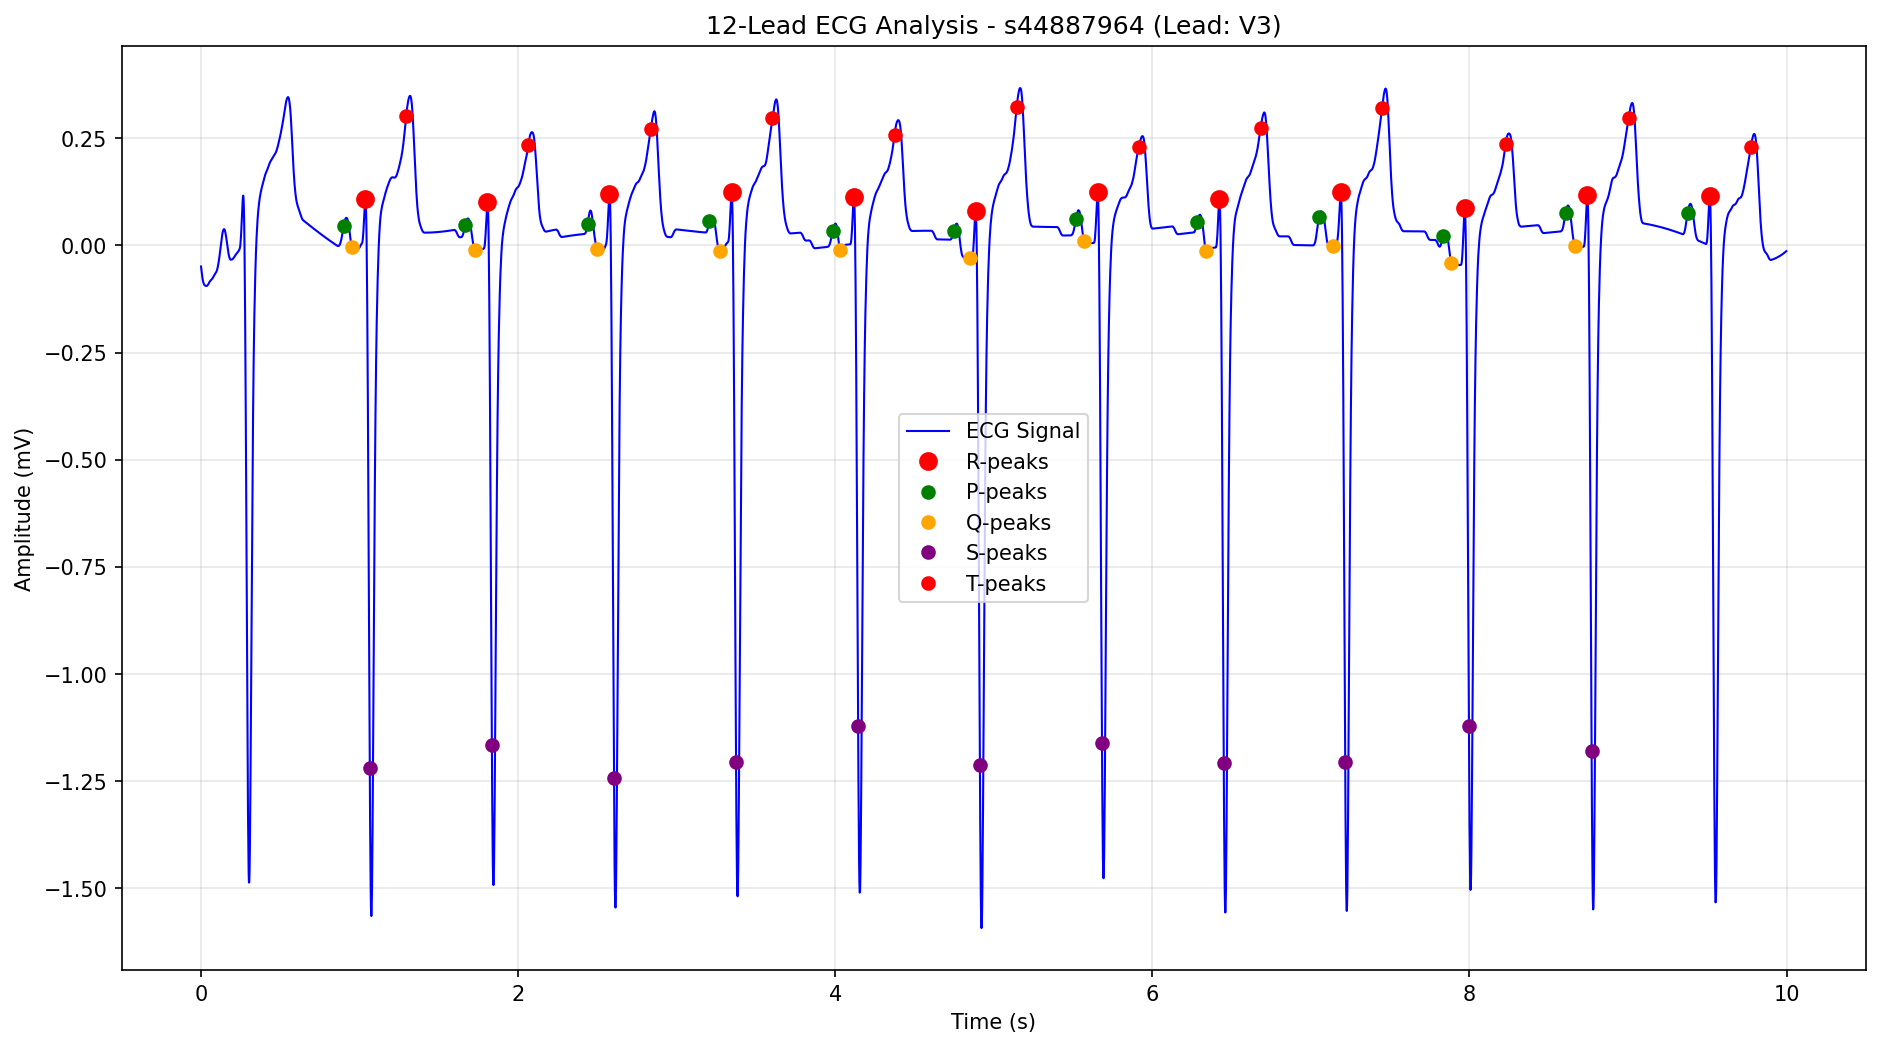 12-Lead ECG Analysis - s44887964 (Lead: V3)
Amplitude (mV)
0.25
0.00
−0.25
−0.50
−0.75
−1.00
−1.25
−1.50
ECG Signal
R-peaks
P-peaks
Q-peaks
S-peaks
T-peaks
0 2 4 6 8 10
Time (s)